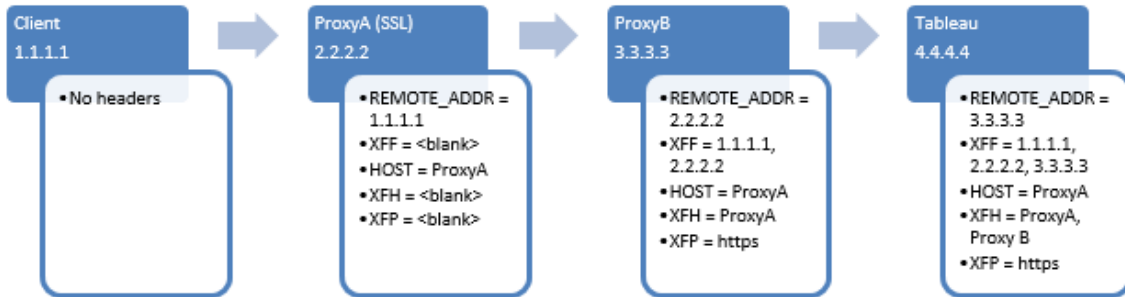 Client
1.1.1.1
•No headers
ProxyA (SSL)
2.2.2.2
•REMOTE_ADDR =
1.1.1.1
•XFF = <blank>
•HOST = ProxyA
•XFH = <blank>
•XFP = <blank>
ProxyB
3.3.3.3
•REMOTE_ADDR =
2.2.2.2
•XFF = 1.1.1.1,
2.2.2.2
•HOST = ProxyA
•XFH = ProxyA
•XFP = https
Tableau
4.4.4.4
•REMOTE_ADDR =
3.3.3.3
•XFF = 1.1.1.1,
2.2.2.2, 3.3.3.3
•HOST = ProxyA
•XFH = ProxyA,
Proxy B
•XFP = https